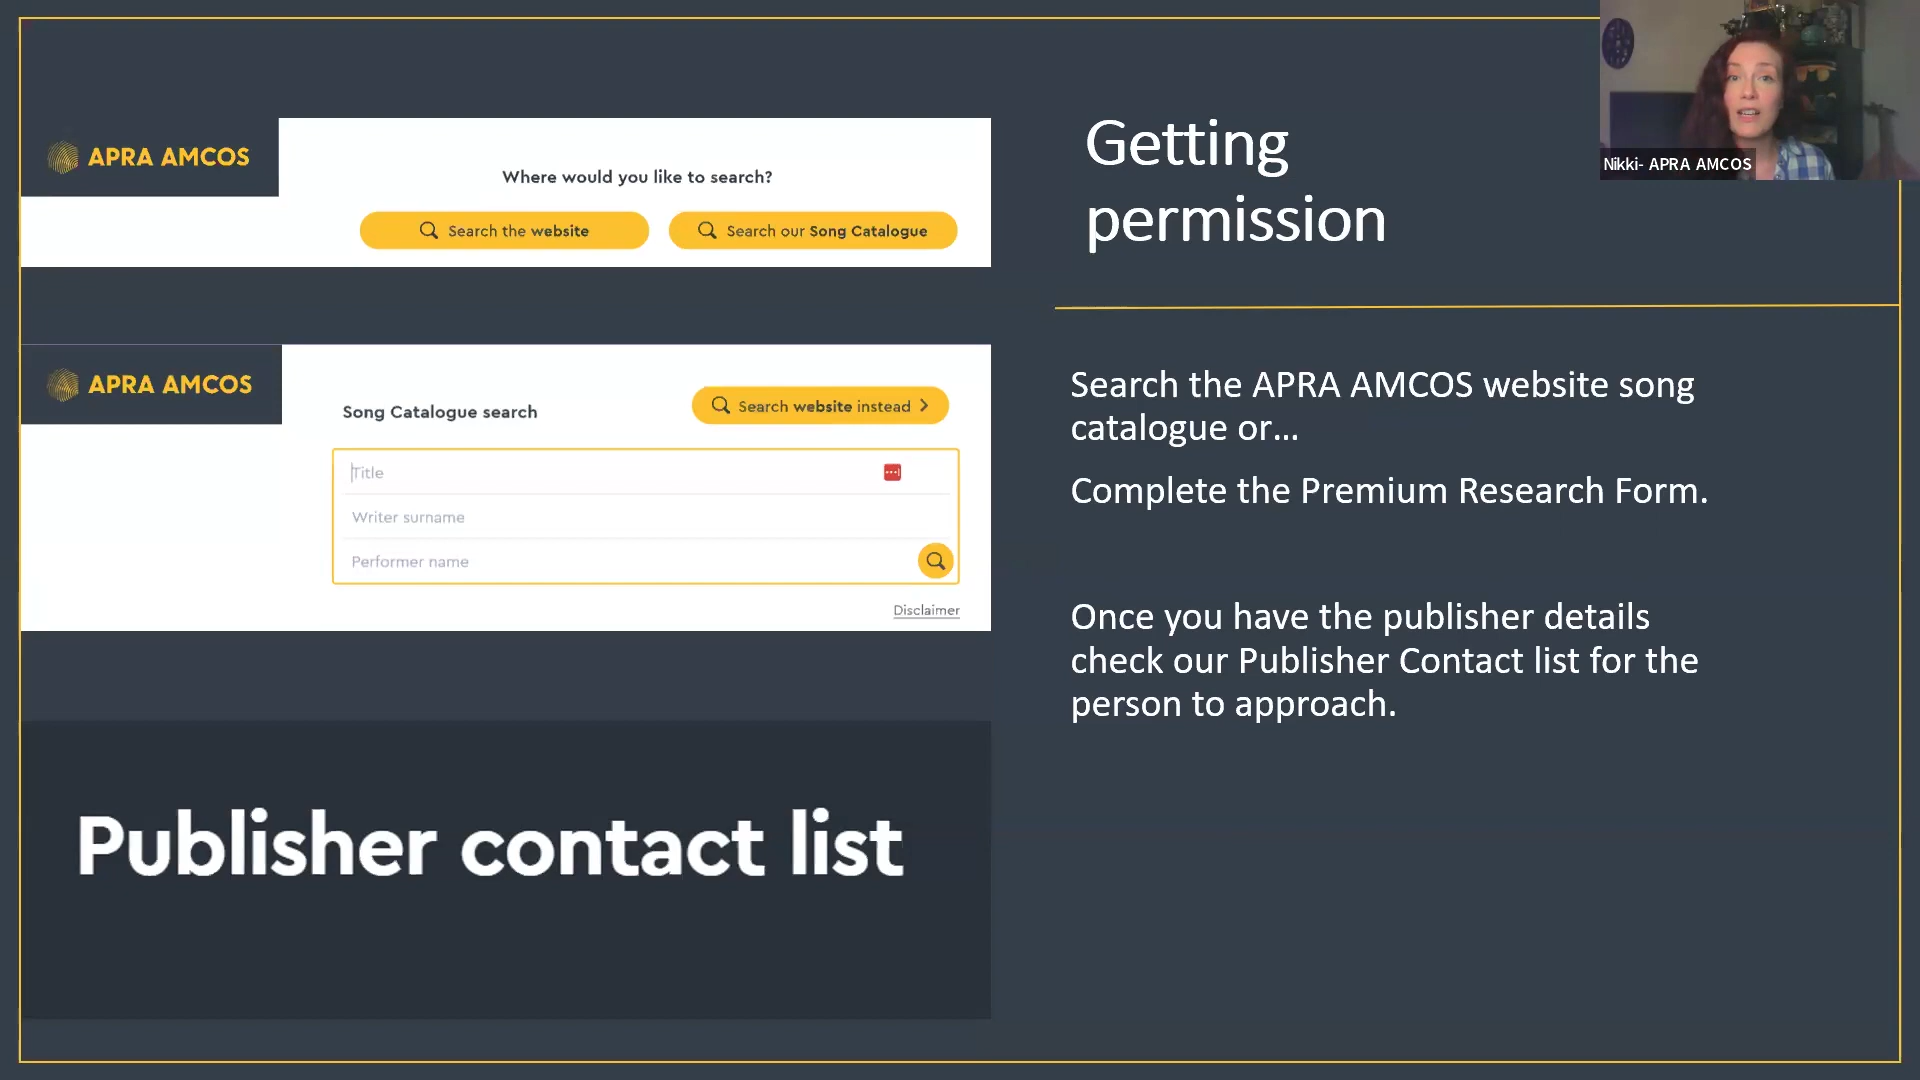 APRA AMCOS
Where would you like to search?
Search the website
Search our Song Catalogue
APRA AMCOS
Song Catalogue search
Search website instead
Title
Writer surname
Performer name
Disclaimer
Publisher contact list
Getting
permission
Search the APRA AMCOS website song
catalogue or...
Complete the Premium Research Form.
Once you have the publisher details
check our Publisher Contact list for the
person to approach.
Nikki- APRA AMCOS